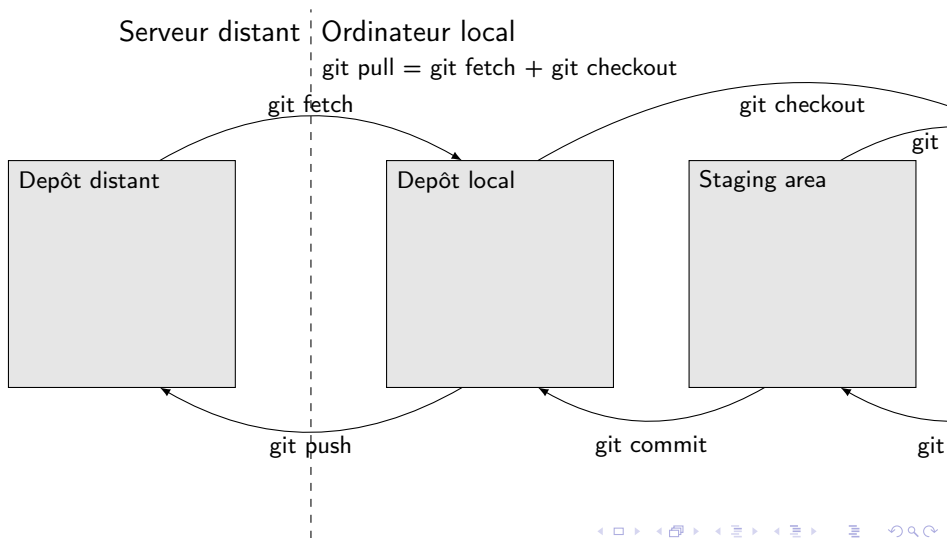 Serveur distant
Ordinateur local
git pull = git fetch + git checkout
git fetch
git checkout
git
Depôt distant
Depôt local
Staging area
git push
git commit
git